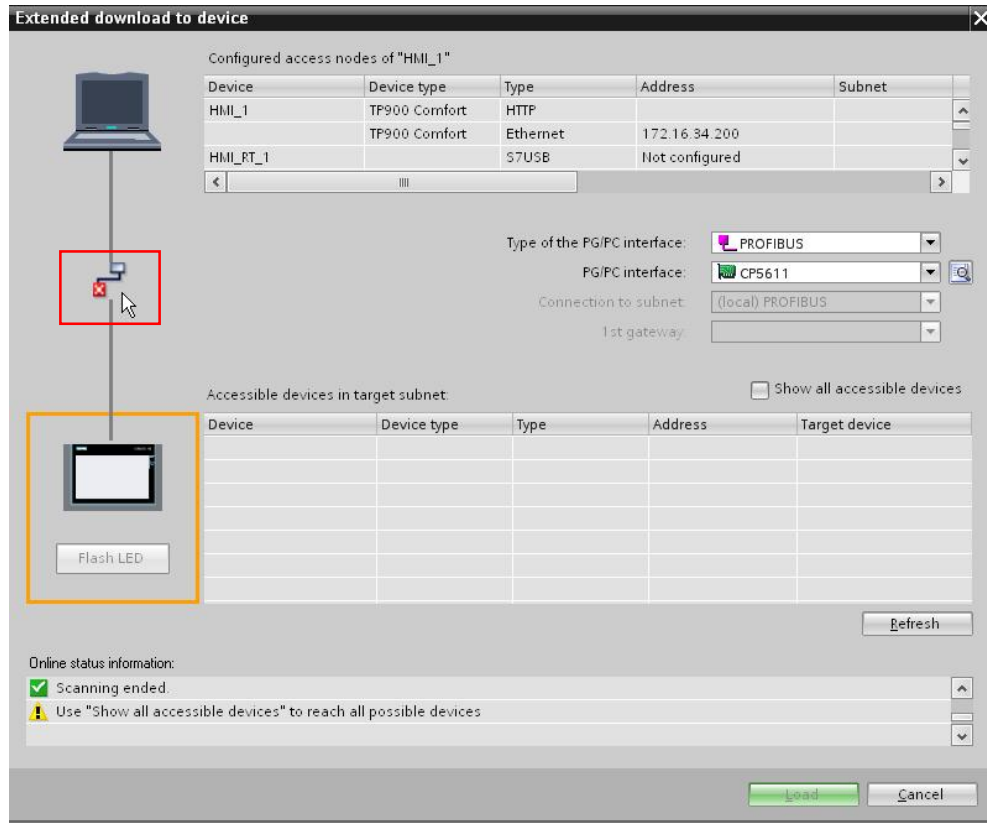 Extended download to device
Configured access nodes of "HMI_1"
Device Device type Type Address Subnet
HMI_1 TP900 Comfort HTTP
TP900 Comfort Ethernet 172.16.34.200
HMI_RT_1 S7USB Not configured
Type of the PG/PC interface: PROFIBUS
PG/PC interface: CP5611
Connection to subnet: (local) PROFIBUS
1st gateway:
Accessible devices in target subnet: Show all accessible devices
Device Device type Type Address Target device
Flash LED
Refresh
Online status information:
Scanning ended.
Use "Show all accessible devices" to reach all possible devices
Load Cancel